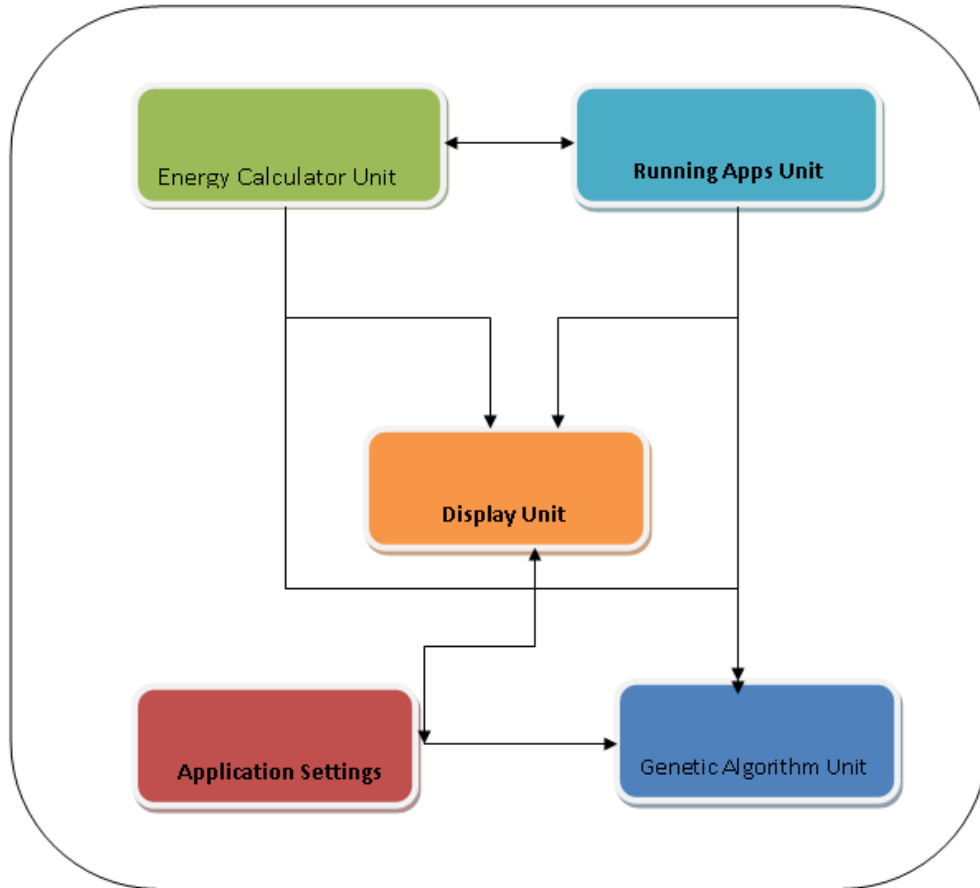 Energy Calculator Unit
Running Apps Unit
Display Unit
Application Settings
Genetic Algorithm Unit